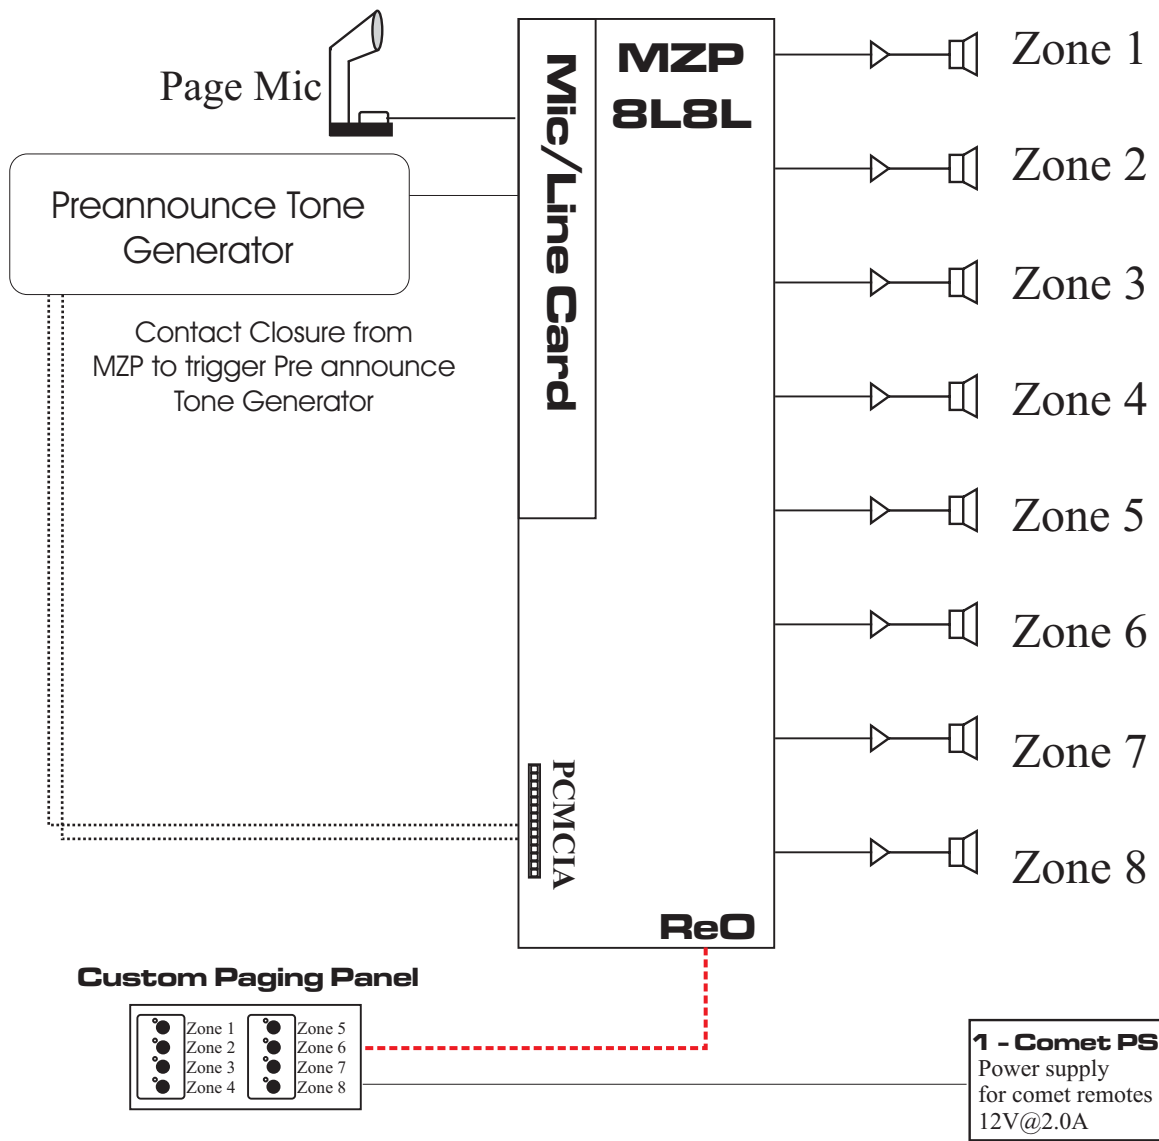 Page Mic
Preannounce Tone
Generator
Contact Closure from
MZP to trigger Pre announce
Tone Generator
Mic/Line Card
MZP
8L8L
PCMCIA
ReO
Zone 1
Zone 2
Zone 3
Zone 4
Zone 5
Zone 6
Zone 7
Zone 8
Custom Paging Panel
Zone 1
Zone 2
Zone 3
Zone 4
Zone 5
Zone 6
Zone 7
Zone 8
1 - Comet PS
Power supply
for comet remotes
12V@2.0A